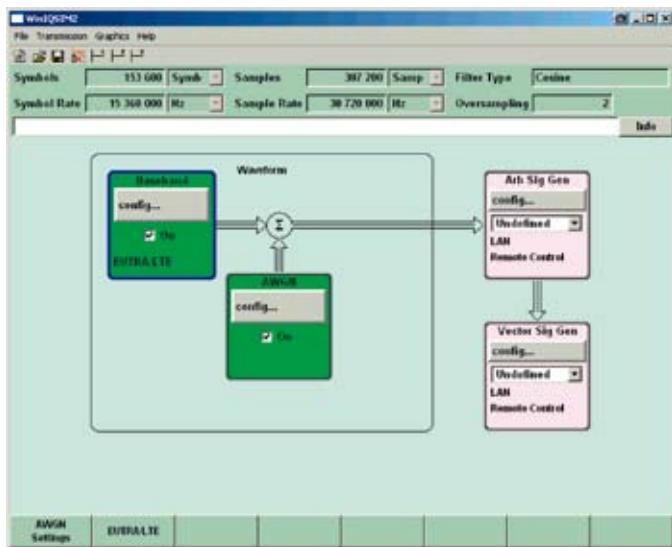 WinIQSIM2
File Transmission Graphics Help
Symbols 153 600 Symb Samples 307 200 Samp Filter Type Cosine
Symbol Rate 15 360 000 Hz Sample Rate 30 720 000 Hz Oversampling 2
Info
Waveform
Baseband
config...
On
EUTRA/LTE
Σ
AWGN
config...
On
Arb Sig Gen
config...
Undefined
LAN
Remote Control
Vector Sig Gen
config...
Undefined
LAN
Remote Control
AWGN
Settings
EUTRA/LTE